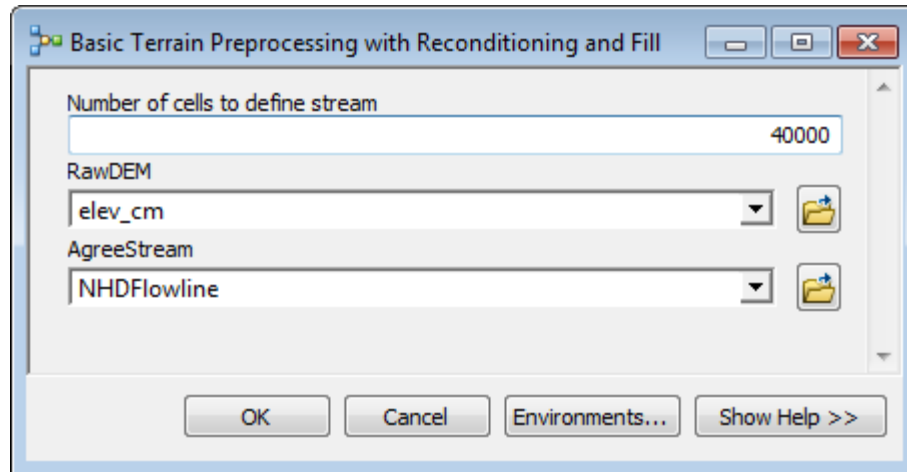 Basic Terrain Preprocessing with Reconditioning and Fill
Number of cells to define stream
40000
RawDEM
elev_cm
AgreeStream
NHDFlowline
OK Cancel Environments... Show Help >>